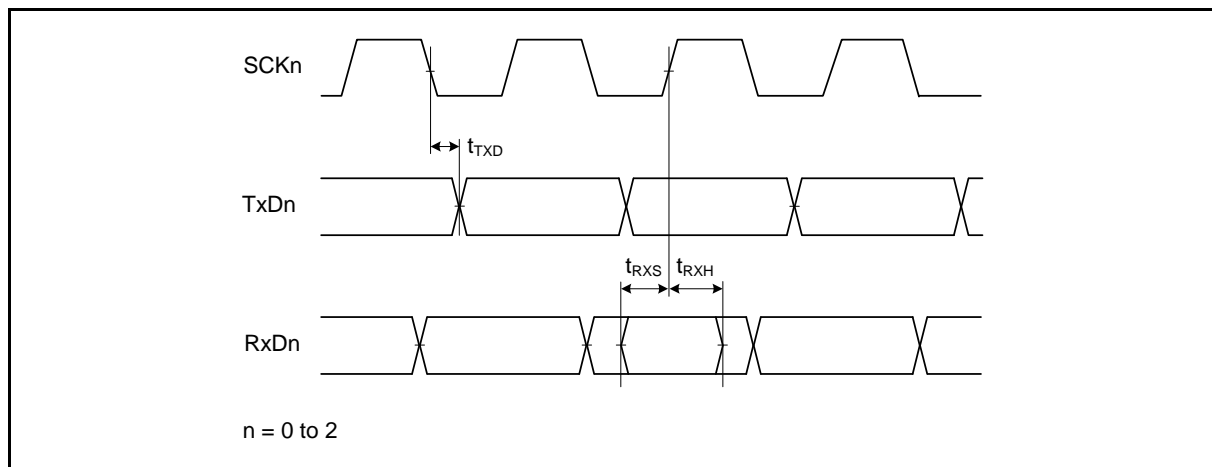 SCKn
tTXD
TxDn
tRXS tRXH
RxDn
n = 0 to 2